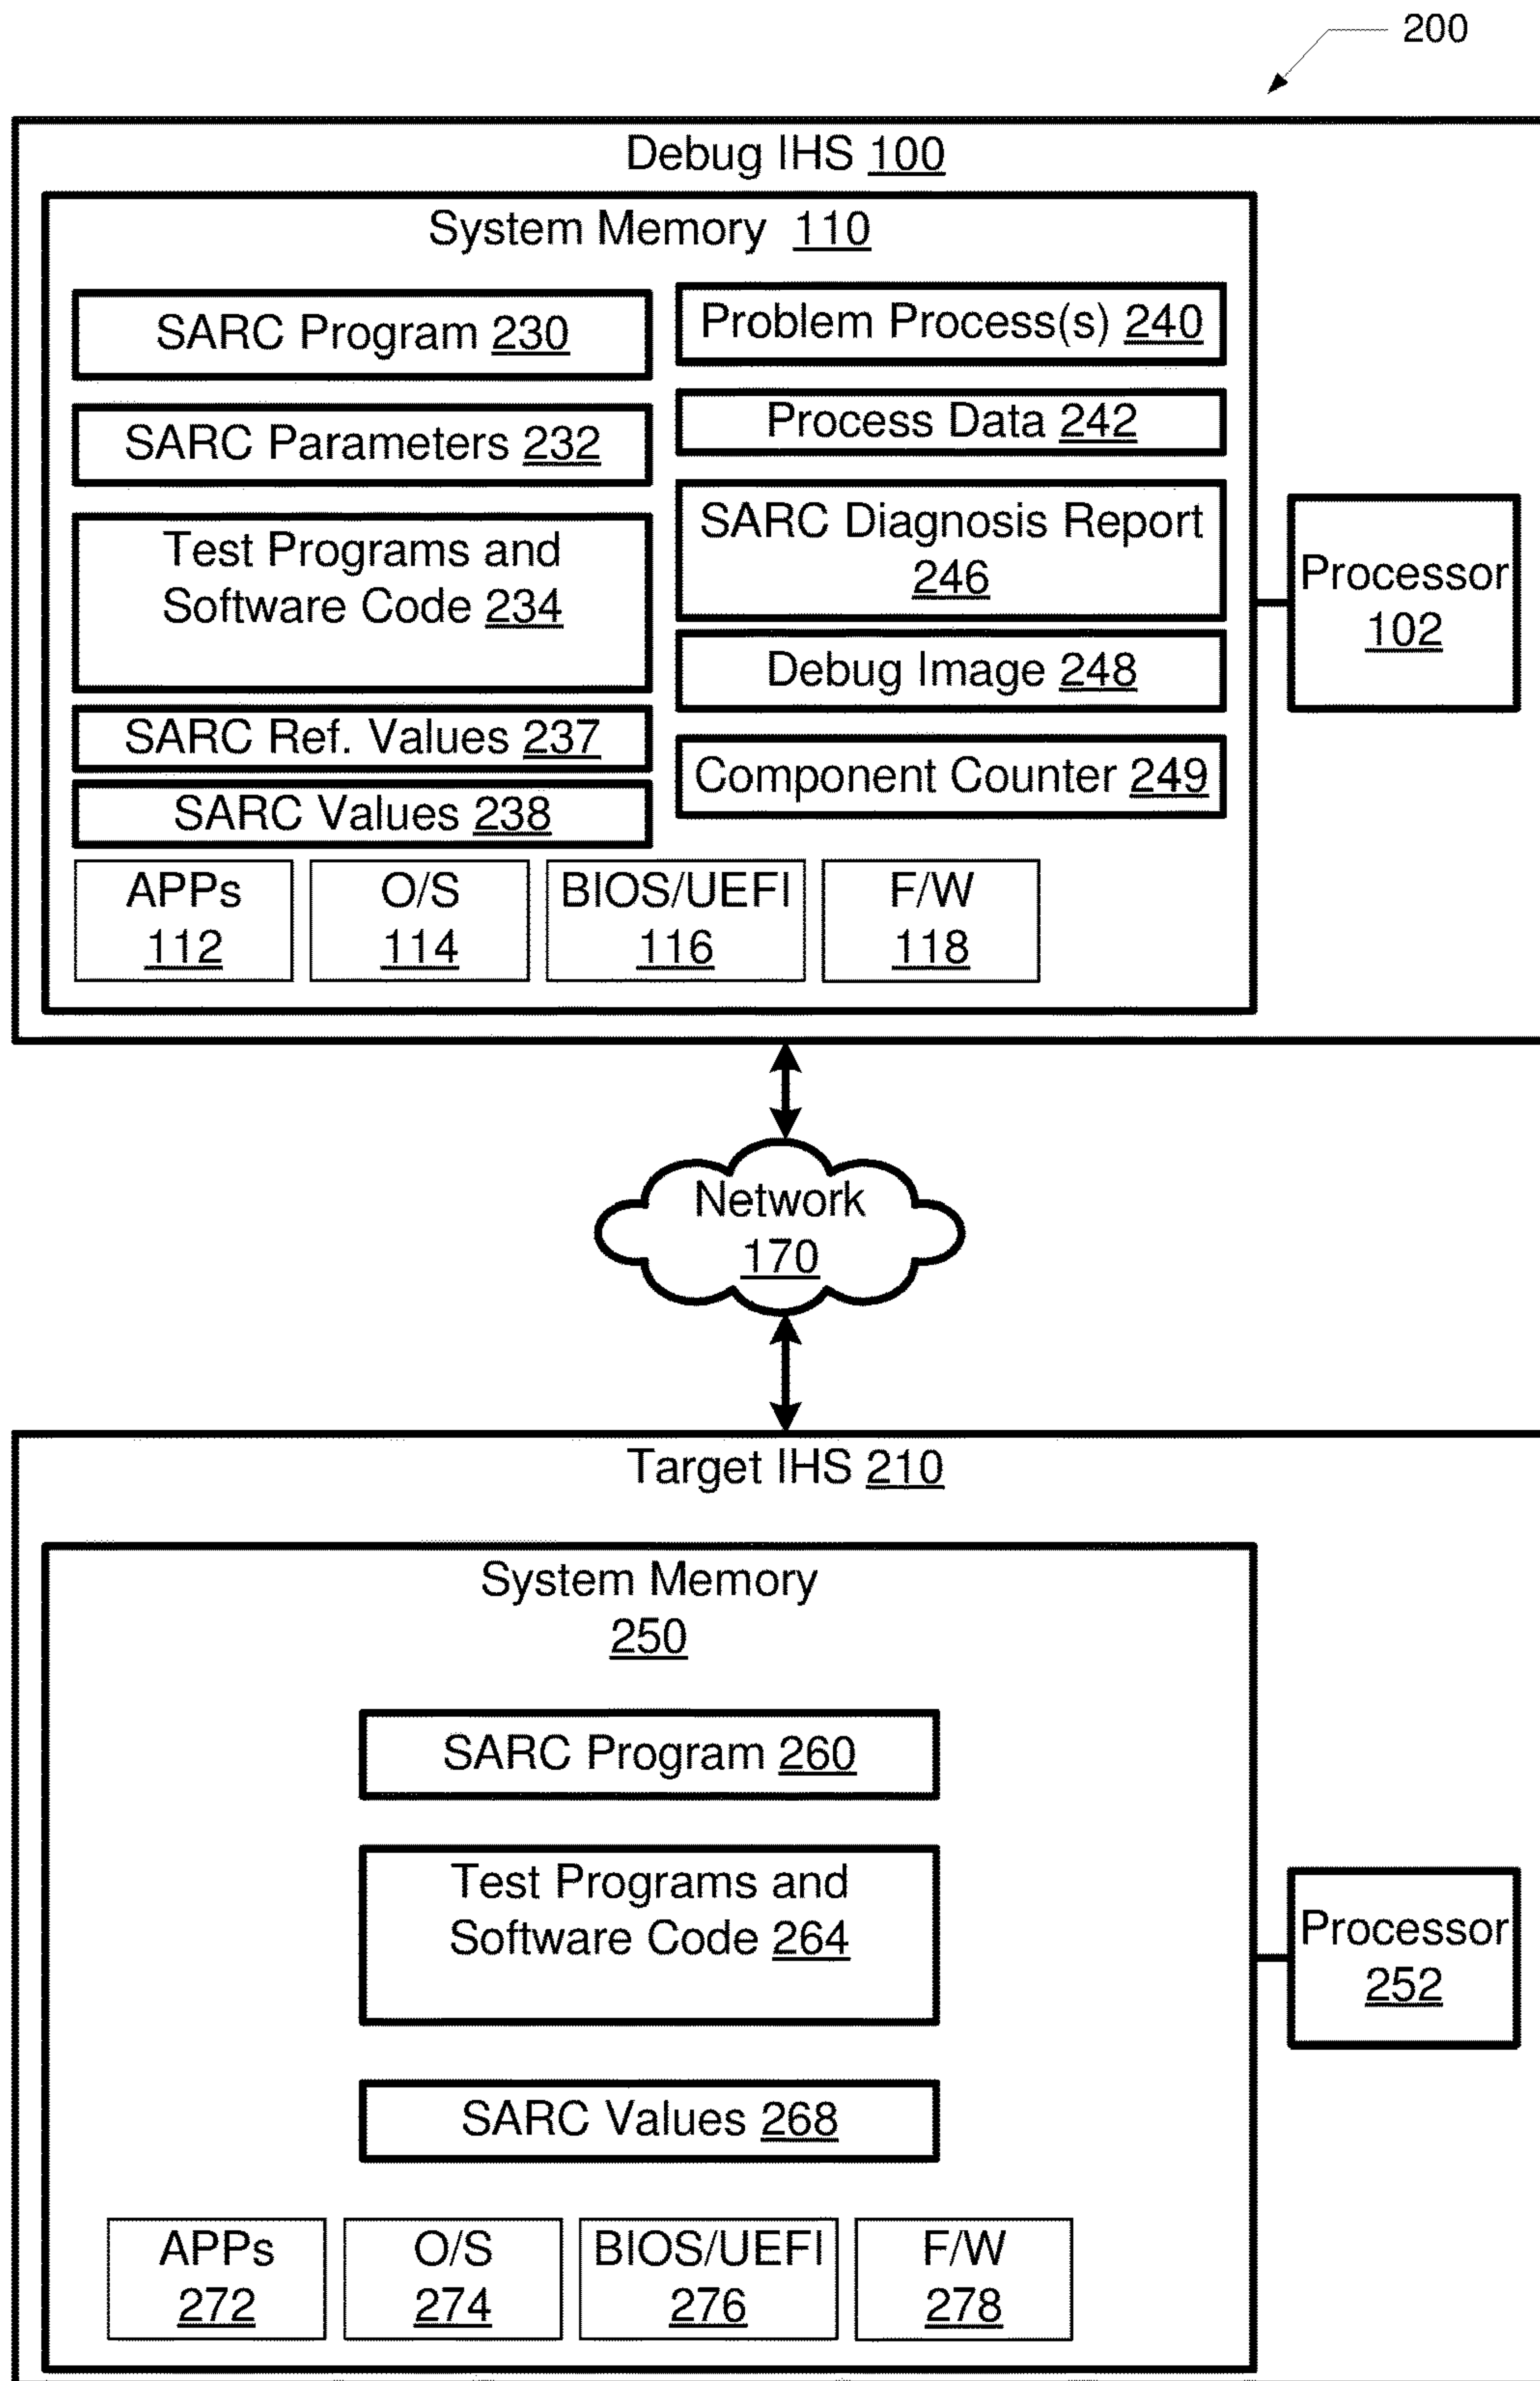 200
Debug IHS 100
System Memory 110
SARC Program 230
SARC Parameters 232
Test Programs and
Software Code 234
SARC Ref. Values 237
SARC Values 238
Problem Process(s) 240
Process Data 242
SARC Diagnosis Report
246
Debug Image 248
Component Counter 249
APPs
112
O/S
114
BIOS/UEFI
116
F/W
118
Processor
102
Network
170
Target IHS 210
System Memory
250
SARC Program 260
Test Programs and
Software Code 264
SARC Values 268
APPs
272
O/S
274
BIOS/UEFI
276
F/W
278
Processor
252